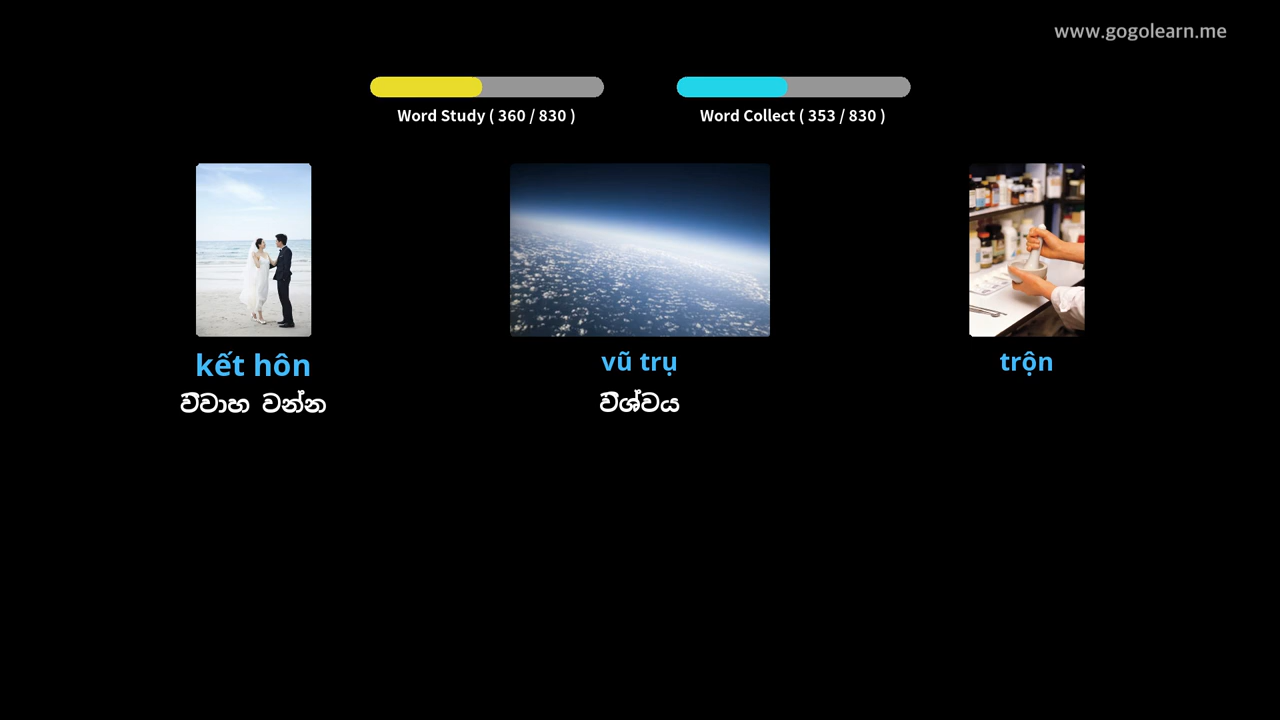 www.gogolearn.me
Word Study ( 360 / 830 )
Word Collect ( 353 / 830 )
kết hôn
විවාහ වන්න
vũ trụ
විශ්වය
trộn